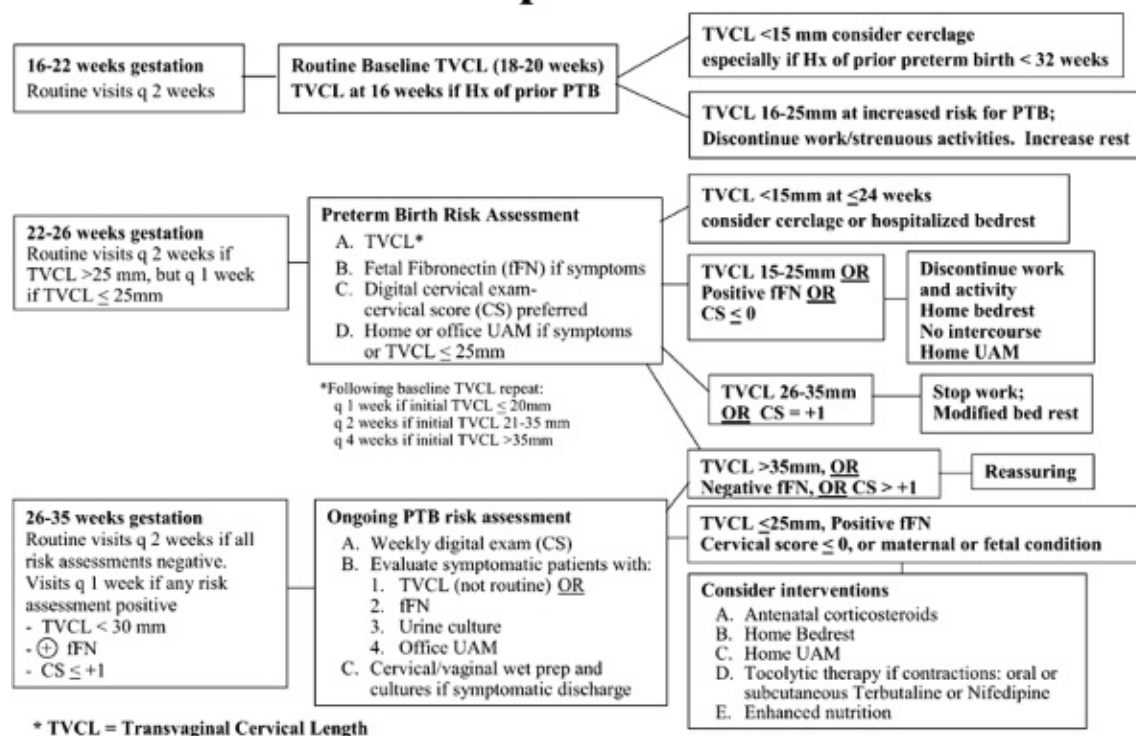 16-22 weeks gestation
Routine visits q 2 weeks
Routine Baseline TVCL (18-20 weeks)
TVCL at 16 weeks if Hx of prior PTB
TVCL <15 mm consider cerclage
especially if Hx of prior preterm birth < 32 weeks
TVCL 16-25mm at increased risk for PTB;
Discontinue work/strenuous activities. Increase rest
22-26 weeks gestation
Routine visits q 2 weeks if
TVCL >25 mm, but q 1 week
if TVCL ≤ 25mm
Preterm Birth Risk Assessment
A. TVCL*
B. Fetal Fibronectin (fFN) if symptoms
C. Digital cervical exam-
cervical score (CS) preferred
D. Home or office UAM if symptoms
or TVCL ≤ 25mm
*Following baseline TVCL repeat:
q 1 week if initial TVCL ≤ 20mm
q 2 weeks if initial TVCL 21-35 mm
q 4 weeks if initial TVCL >35mm
TVCL <15mm at ≤24 weeks
consider cerclage or hospitalized bedrest
TVCL 15-25mm OR
Positive fFN OR
CS ≤ 0
Discontinue work
and activity
Home bedrest
No intercourse
Home UAM
TVCL 26-35mm
OR CS = +1
Stop work;
Modified bed rest
TVCL >35mm, OR
Negative fFN, OR CS > +1
Reassuring
26-35 weeks gestation
Routine visits q 2 weeks if all
risk assessments negative.
Visits q 1 week if any risk
assessment positive
- TVCL < 30 mm
- ⊕ fFN
- CS ≤ +1
Ongoing PTB risk assessment
A. Weekly digital exam (CS)
B. Evaluate symptomatic patients with:
1. TVCL (not routine) OR
2. fFN
3. Urine culture
4. Office UAM
C. Cervical/vaginal wet prep and
cultures if symptomatic discharge
TVCL ≤25mm, Positive fFN
Cervical score ≤ 0, or maternal or fetal condition
Consider interventions
A. Antenatal corticosteroids
B. Home Bedrest
C. Home UAM
D. Tocolytic therapy if contractions: oral or
subcutaneous Terbutaline or Nifedipine
E. Enhanced nutrition
* TVCL = Transvaginal Cervical Length